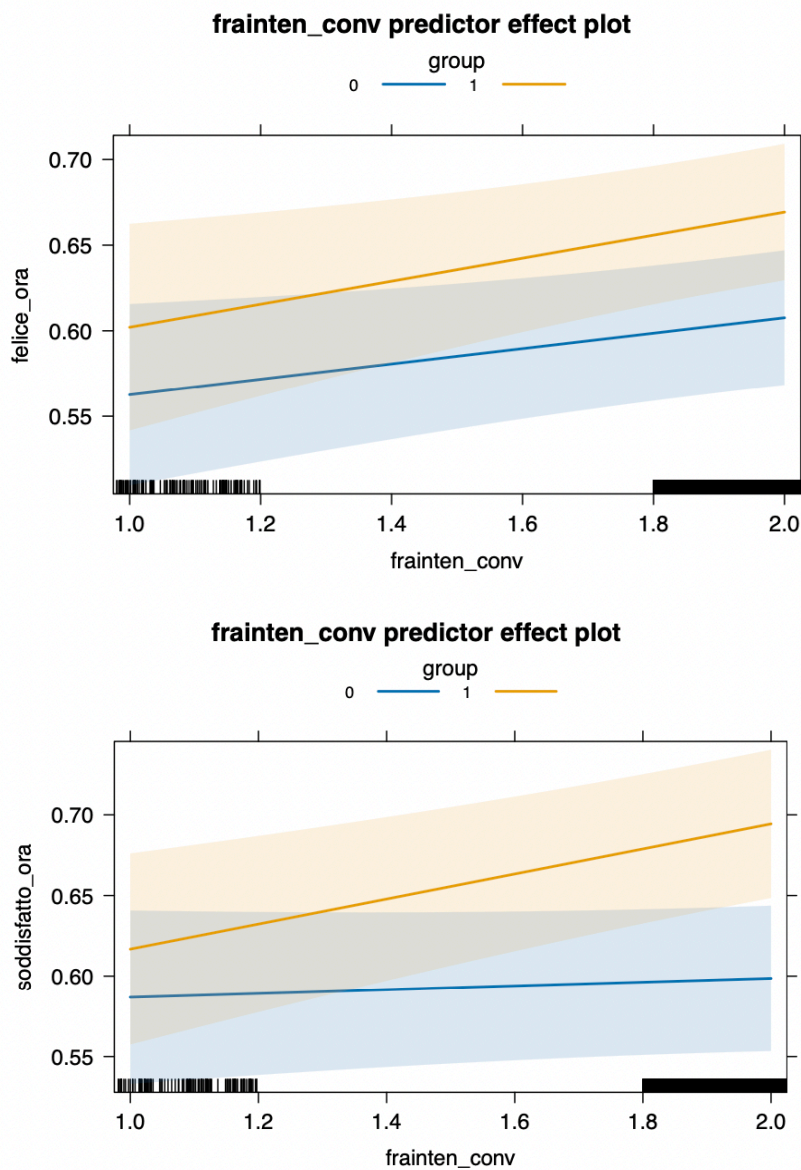 frainten_conv predictor effect plot
group
0 1
0.70
0.65
0.60
0.55
felice_ora
1.0 1.2 1.4 1.6 1.8 2.0
frainten_conv
frainten_conv predictor effect plot
group
0 1
0.70
0.65
0.60
0.55
soddisfatto_ora
1.0 1.2 1.4 1.6 1.8 2.0
frainten_conv